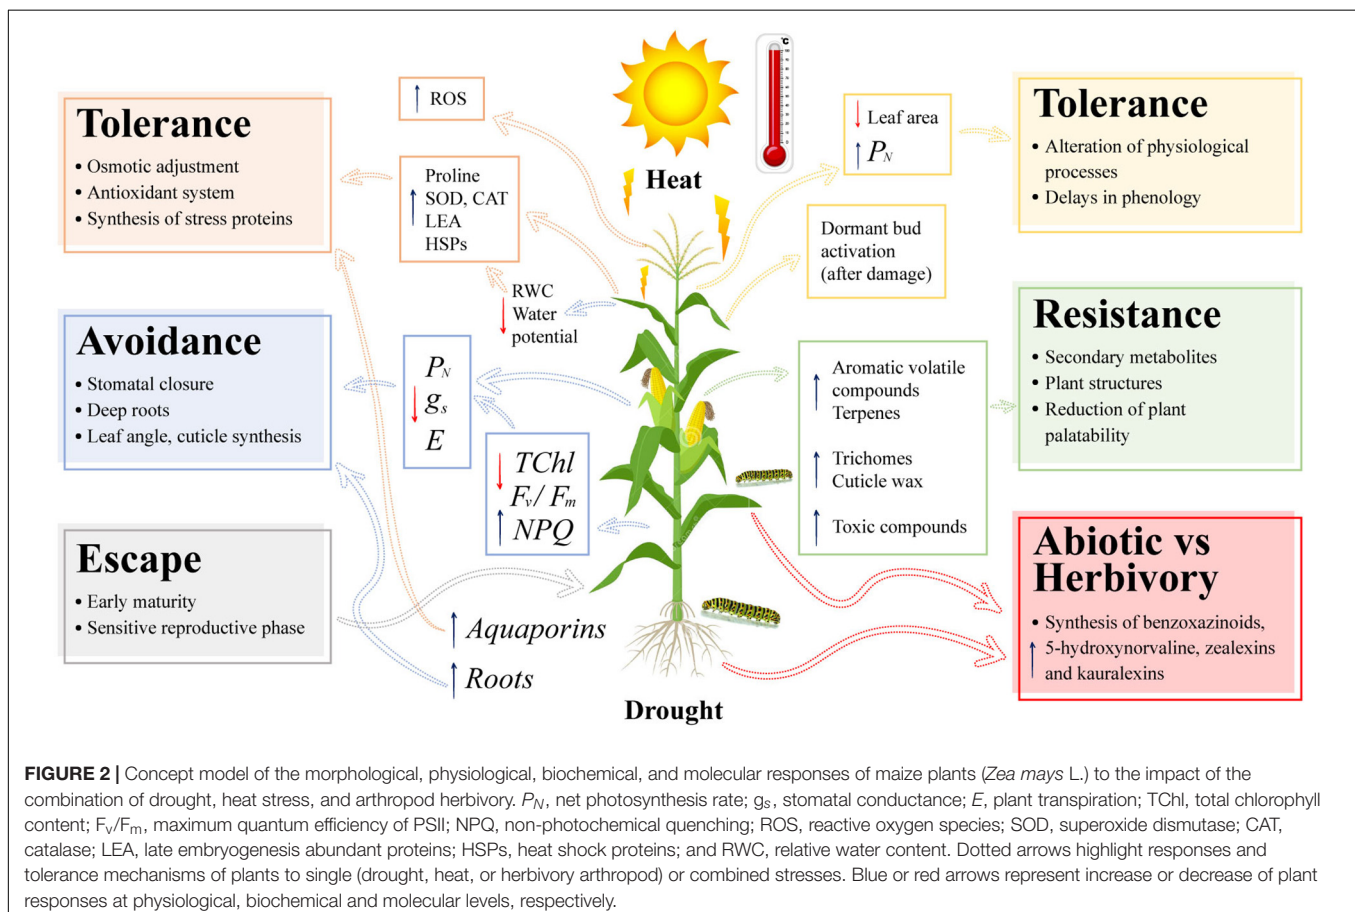 °C
Heat
Drought
ROS
Tolerance
• Osmotic adjustment
• Antioxidant system
• Synthesis of stress proteins
Proline
SOD, CAT
LEA
HSPs
RWC
Water
potential
Avoidance
• Stomatal closure
• Deep roots
• Leaf angle, cuticle synthesis
P_N
g_s
E
TChl
F_v/ F_m
NPQ
Escape
• Early maturity
• Sensitive reproductive phase
Aquaporins
Roots
Leaf area
P_N
Tolerance
• Alteration of physiological
processes
• Delays in phenology
Dormant bud
activation
(after damage)
Aromatic volatile
compounds
Terpenes
Trichomes
Cuticle wax
Toxic compounds
Resistance
• Secondary metabolites
• Plant structures
• Reduction of plant
palatability
Abiotic vs
Herbivory
• Synthesis of benzoxazinoids,
5-hydroxynorvaline, zealexins
and kauralexins
FIGURE 2 | Concept model of the morphological, physiological, biochemical, and molecular responses of maize plants (Zea mays L.) to the impact of the
combination of drought, heat stress, and arthropod herbivory. P_N, net photosynthesis rate; g_s, stomatal conductance; E, plant transpiration; TChl, total chlorophyll
content; F_v/F_m, maximum quantum efficiency of PSII; NPQ, non-photochemical quenching; ROS, reactive oxygen species; SOD, superoxide dismutase; CAT,
catalase; LEA, late embryogenesis abundant proteins; HSPs, heat shock proteins; and RWC, relative water content. Dotted arrows highlight responses and
tolerance mechanisms of plants to single (drought, heat, or herbivory arthropod) or combined stresses. Blue or red arrows represent increase or decrease of plant
responses at physiological, biochemical and molecular levels, respectively.